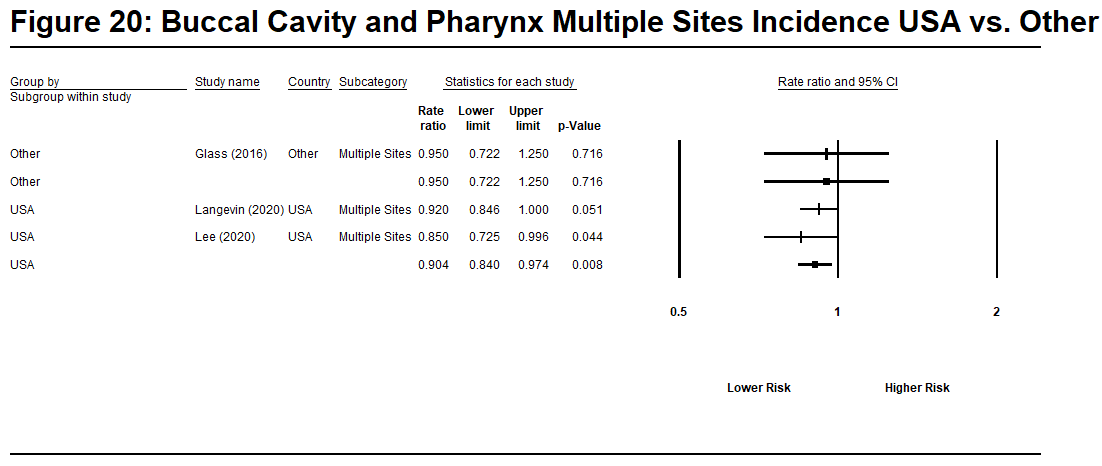 Figure 20: Buccal Cavity and Pharynx Multiple Sites Incidence USA vs. Other
Group by Study name Country Subcategory Statistics for each study Rate ratio and 95% CI
Subgroup within study
Rate Lower Upper
ratio limit limit p-Value
Other Glass (2016) Other Multiple Sites 0.950 0.722 1.250 0.716
Other 0.950 0.722 1.250 0.716
USA Langevin (2020) USA Multiple Sites 0.920 0.846 1.000 0.051
USA Lee (2020) USA Multiple Sites 0.850 0.725 0.996 0.044
USA 0.904 0.840 0.974 0.008
0.5 1 2
Lower Risk Higher Risk